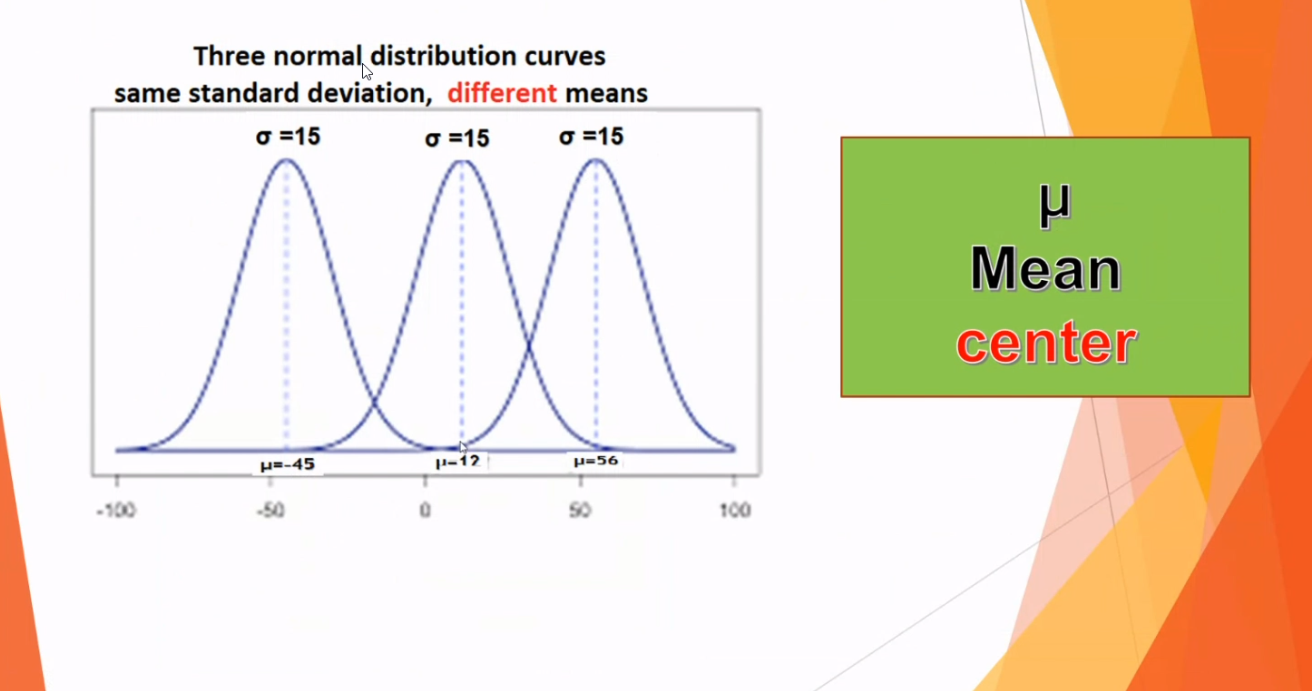 Three normal distribution curves
same standard deviation, different means
σ =15 σ =15 σ =15
μ=-45 μ=12 μ=56
-100 -50 0 50 100
μ
Mean
center